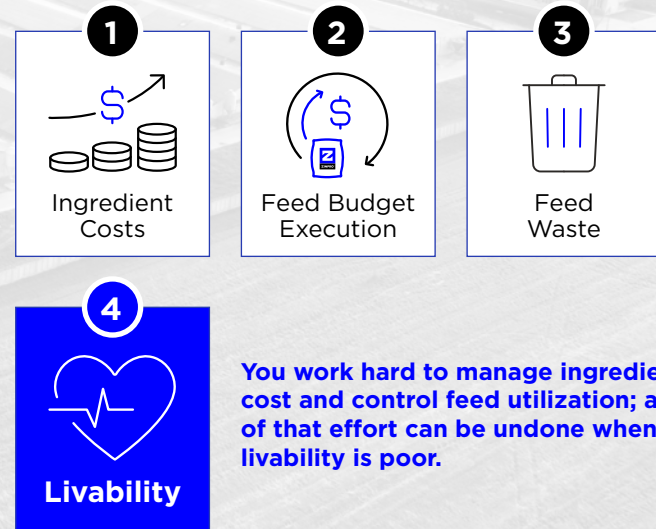 1
2
3
Ingredient
Costs
Z
ZINPRO
Feed Budget
Execution
Feed
Waste
4
Livability
You work hard to manage ingredie
cost and control feed utilization; a
of that effort can be undone when
livability is poor.